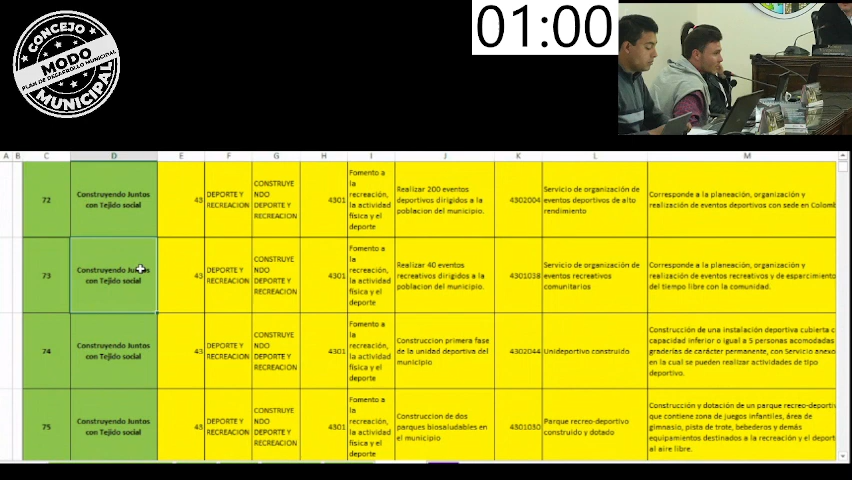 CONCEJO
MODO
PLAN DE DESARROLLO MUNICIPAL
MUNICIPAL
01:00
A B C D E F G H I J K L M
72
Construyendo Juntos
con Tejido social
43
DEPORTE Y
RECREACION
CONSTRUYE
NDO
DEPORTE Y
RECREACION
4301
Fomento a
la
recreación,
la actividad
física y el
deporte
Realizar 200 eventos
deportivos dirigidos a la
poblacion del municipio.
4302004
Servicio de organización de
eventos deportivos de alto
rendimiento
Corresponde a la planeación, organización y
realización de eventos deportivos con sede en Colomb
73
Construyendo Juntos
con Tejido social
43
DEPORTE Y
RECREACION
CONSTRUYE
NDO
DEPORTE Y
RECREACION
4301
Fomento a
la
recreación,
la actividad
física y el
deporte
Realizar 40 eventos
recreativos dirigidos a la
poblacion del municipio.
4301038
Servicio de organización de
eventos recreativos
comunitarios
Corresponde a la planeación, organización y
realización de eventos recreativos y de esparcimiento
del tiempo libre con la comunidad.
74
Construyendo Juntos
con Tejido social
43
DEPORTE Y
RECREACION
CONSTRUYE
NDO
DEPORTE Y
RECREACION
4301
Fomento a
la
recreación,
la actividad
física y el
deporte
Construccion primera fase
de la unidad deportiva del
municipio
4302044
Unideportivo construido
Construcción de una instalación deportiva cubierta c
capacidad inferior o igual a 5 personas acomodadas
graderías de carácter permanente, con Servicio anexo
en la cual se pueden realizar actividades de tipo
deportivo.
75
Construyendo Juntos
con Tejido social
43
DEPORTE Y
RECREACION
CONSTRUYE
NDO
DEPORTE Y
RECREACION
4301
Fomento a
la
recreación,
la actividad
física y el
deporte
Construccion de dos
parques biosaludables en
el municipio
4301030
Parque recreo-deportivo
construido y dotado
Construcción y dotación de un parque recreo-deportiv
que contiene zona de juegos infantiles, área de
gimnasio, pista de trote, bebederos y demás
equipamientos destinados a la recreación y el deport
al aire libre.